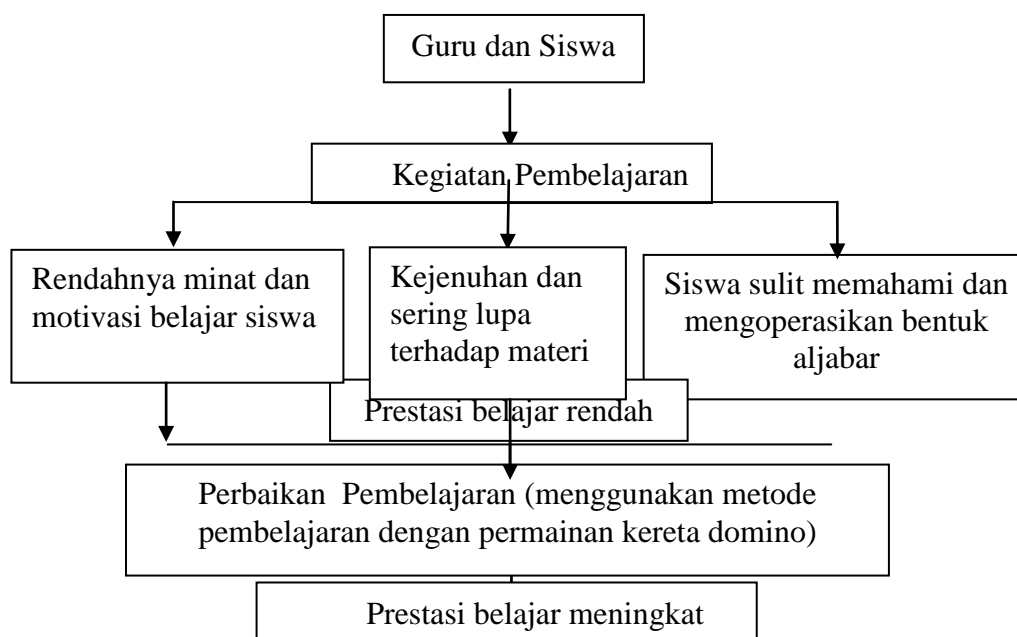 Guru dan Siswa
Kegiatan Pembelajaran
Rendahnya minat dan
motivasi belajar siswa
Kejenuhan dan
sering lupa
terhadap materi
Siswa sulit memahami dan
mengoperasikan bentuk
aljabar
Prestasi belajar rendah
Perbaikan Pembelajaran (menggunakan metode
pembelajaran dengan permainan kereta domino)
Prestasi belajar meningkat